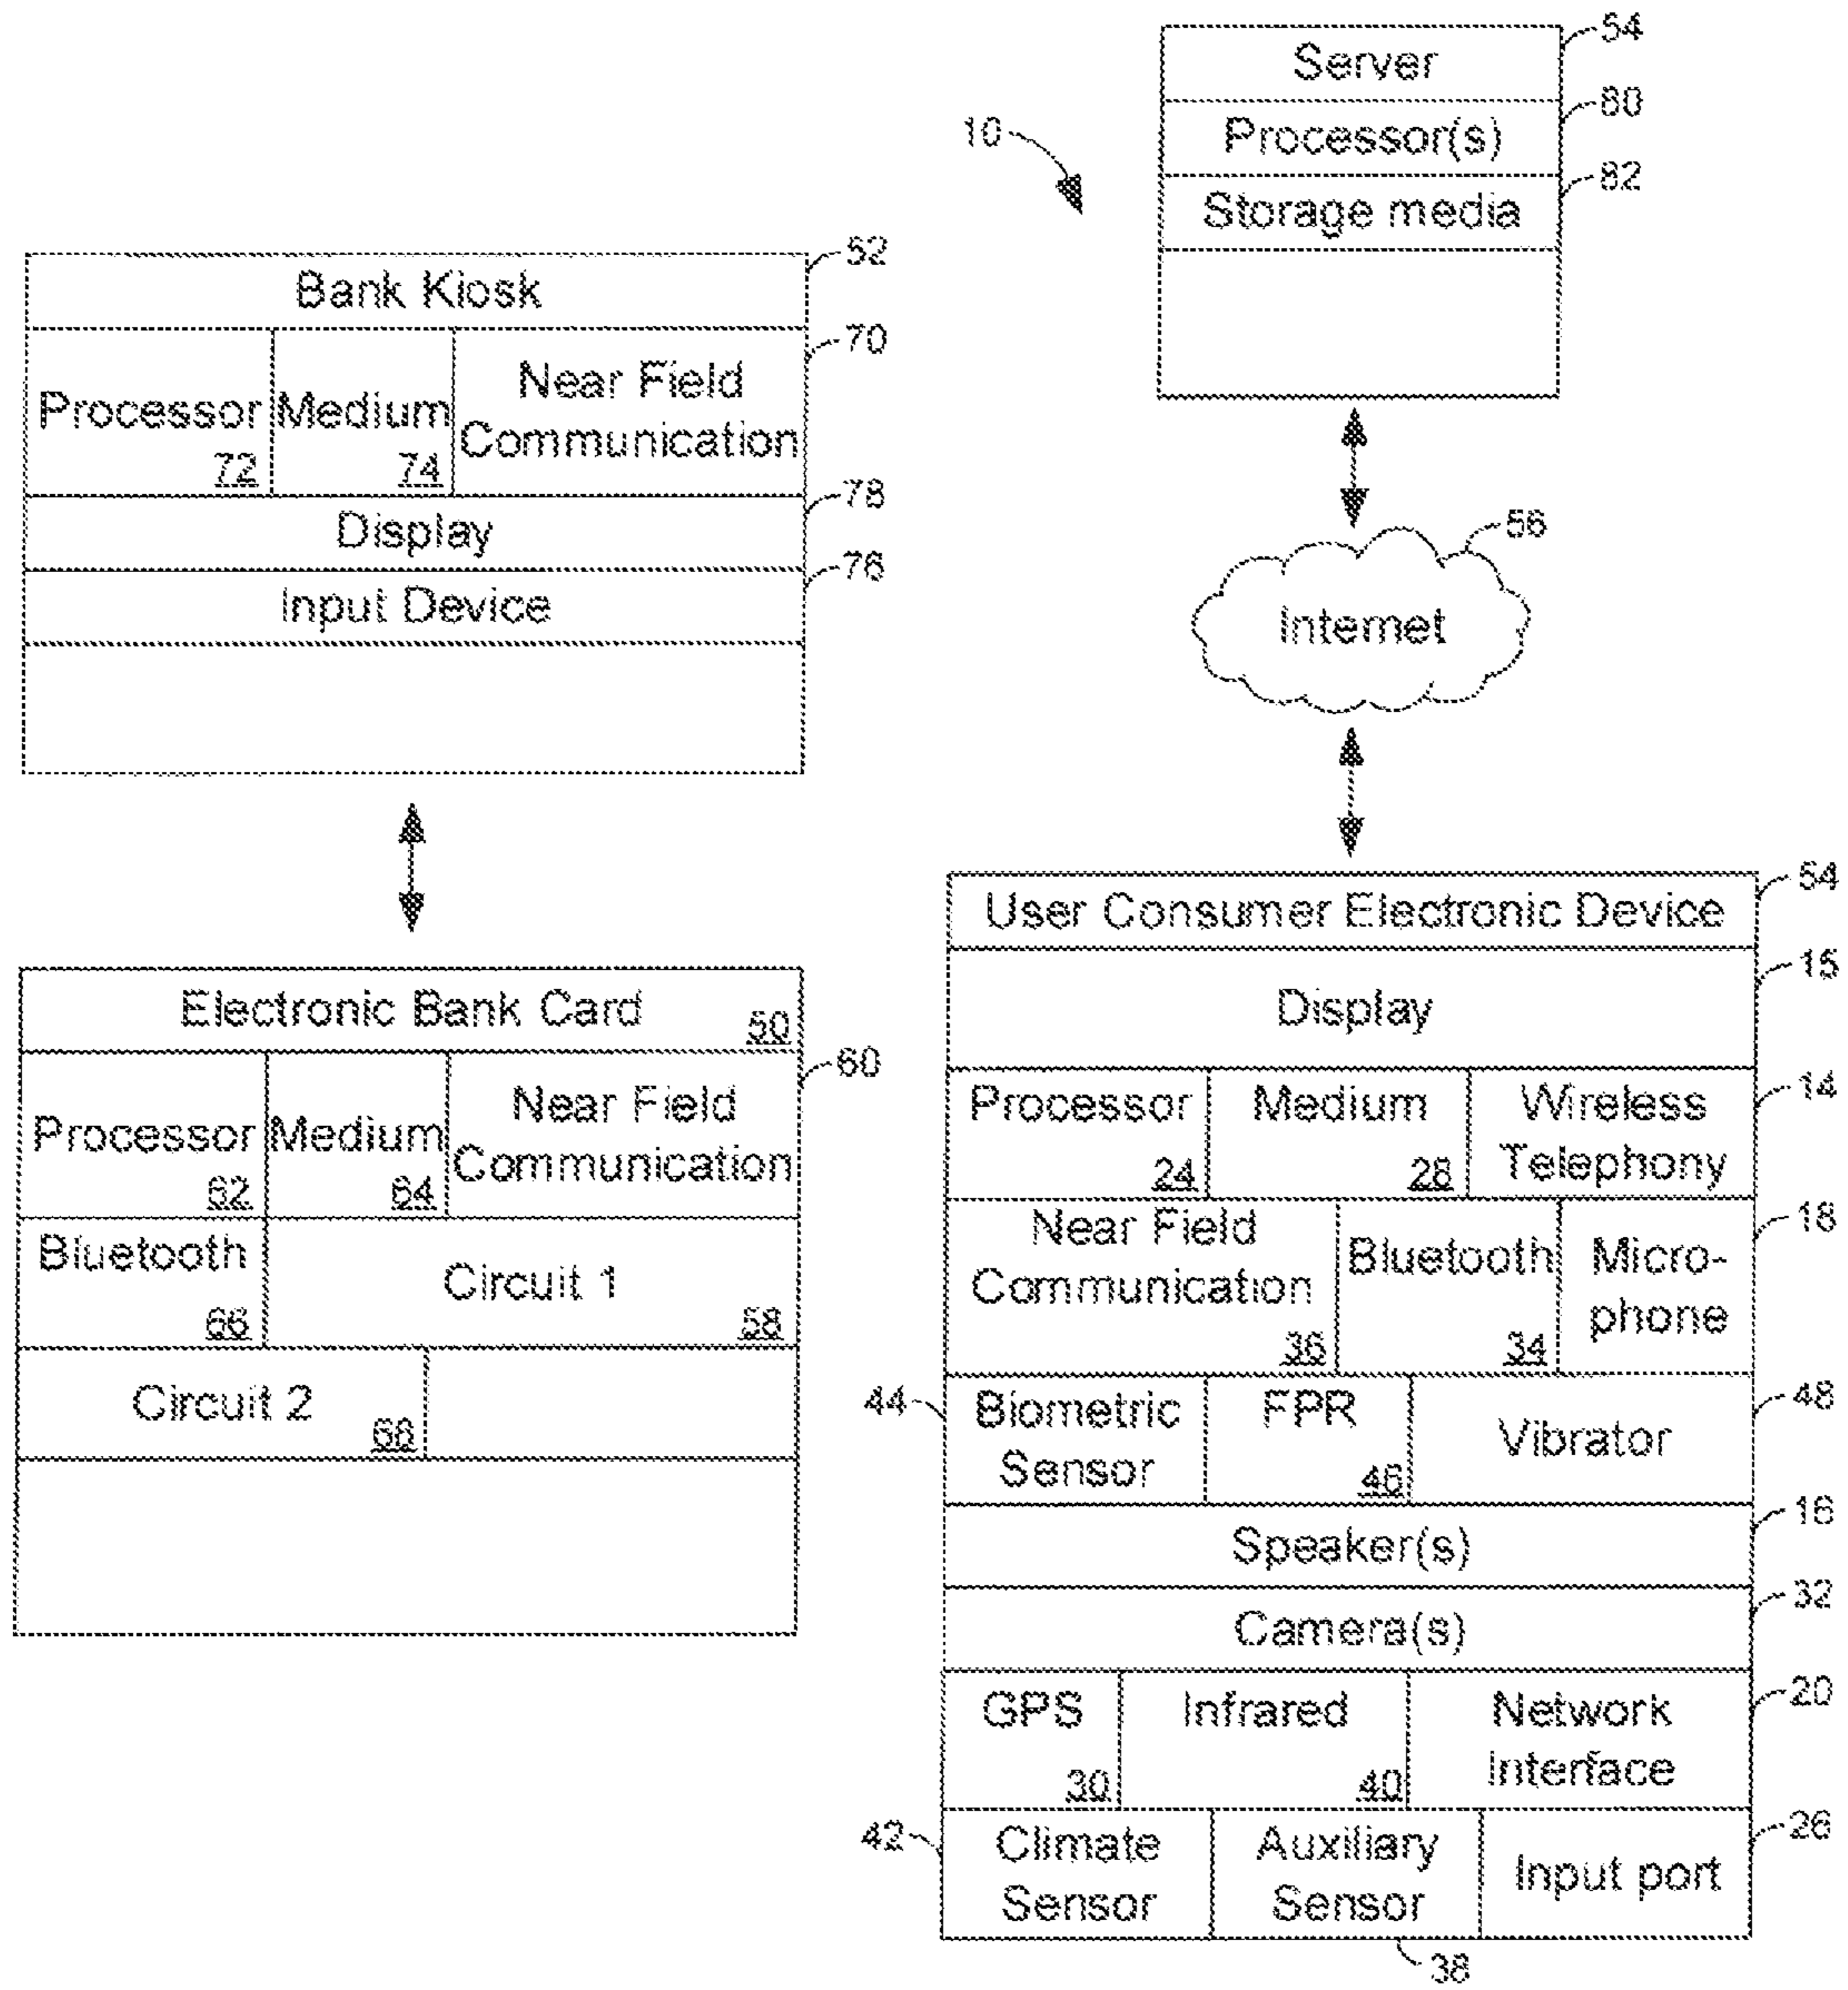 10
Server
54
Processor(s)
80
Storage media
82
Bank Kiosk
52
Processor
72
Medium
74
Near Field
Communication
70
Display
78
Input Device
76
Internet
56
Electronic Bank Card
50
Processor
62
Medium
64
Near Field
Communication
60
Bluetooth
66
Circuit 1
58
Circuit 2
68
User Consumer Electronic Device
54
Display
15
Processor
24
Medium
28
Wireless
Telephony
14
Near Field
Communication
36
Bluetooth
34
Micro-
phone
18
44
Biometric
Sensor
FPR
46
Vibrator
48
Speaker(s)
16
Camera(s)
32
GPS
30
Infrared
40
Network
Interface
20
42
Climate
Sensor
Auxiliary
Sensor
38
Input port
26